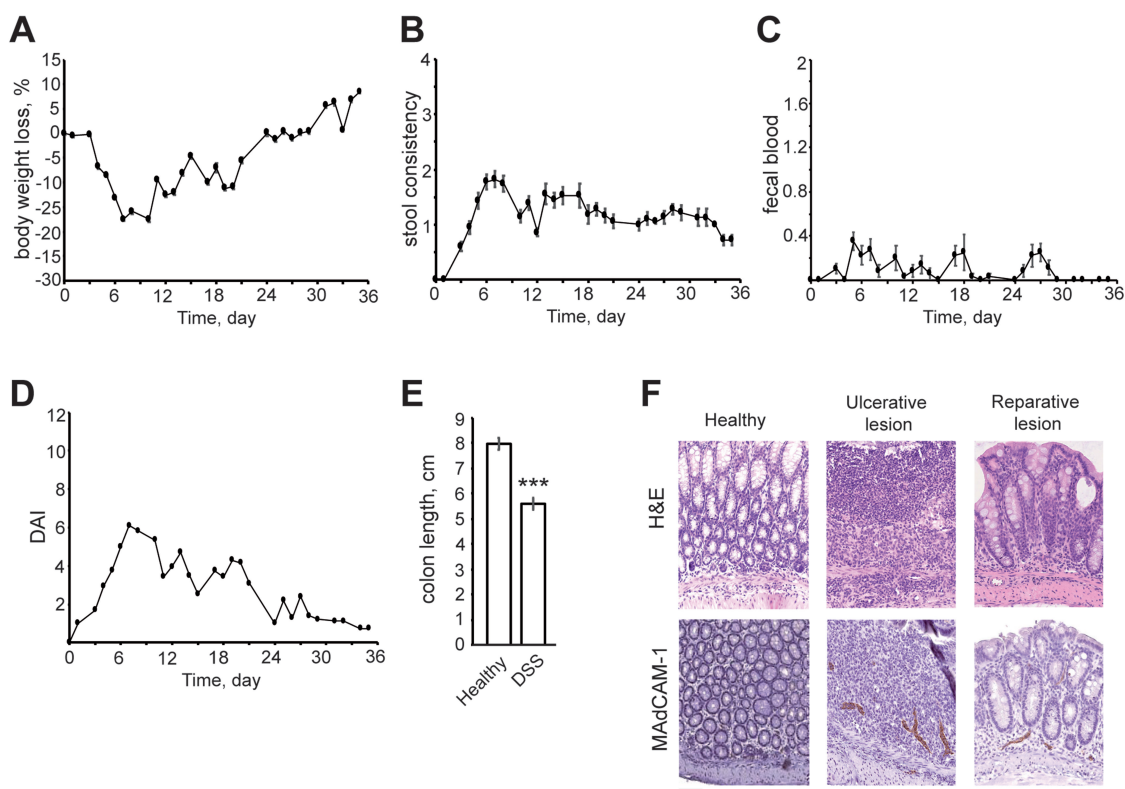 A
body weight loss, %
15
10
5
0
-5
-10
-15
-20
-25
-20
-15
-30
0 6 12 18 24 30 36
Time, day
B
stool consistency
4
3
2
1
0 6 12 18 24 30 36
Time, day
C
fecal blood
2
1.6
1.2
0.8
0.4
0 6 12 18 24 30 36
Time, day
D
DAI
12
10
8
6
4
2
0 6 12 18 24 30 36
Time, day
E
colon length, cm
9
8
7
6
5
4
3
2
1
0
***
Healthy
DSS
F
Healthy
Ulcerative
lesion
Reparative
lesion
H&E
MAdCAM-1